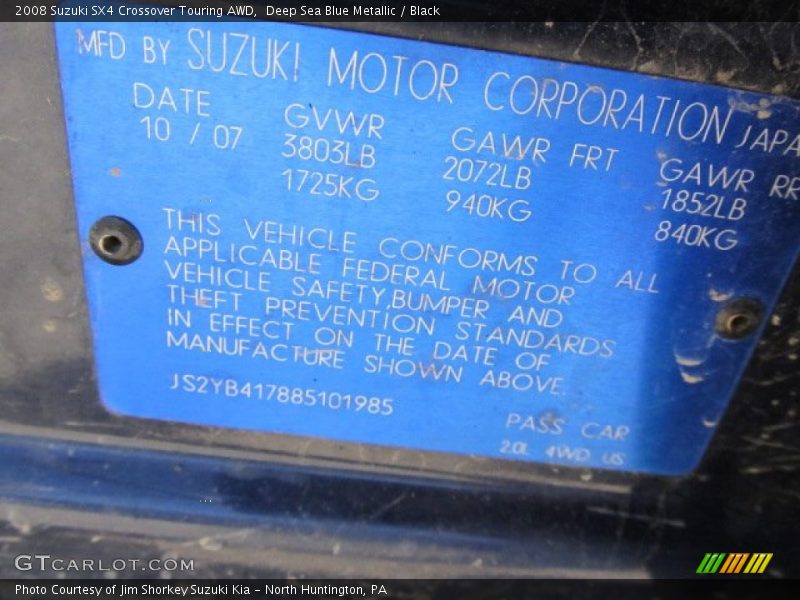 2008 Suzuki SX4 Crossover Touring AWD, Deep Sea Blue Metallic / Black
MFD BY SUZUKI MOTOR CORPORATION JAPA
DATE GVWR GAWR FRT GAWR RR
10 / 07 3803LB 2072LB 1852LB
1725KG 940KG 840KG
THIS VEHICLE CONFORMS TO ALL
APPLICABLE FEDERAL MOTOR
VEHICLE SAFETY,BUMPER AND
THEFT PREVENTION STANDARDS
IN EFFECT ON THE DATE OF
MANUFACTURE SHOWN ABOVE.
JS2YB417885101985
PASS CAR
2.0L 4WD US
GTCARLOT.COM
Photo Courtesy of Jim Shorkey Suzuki Kia - North Huntington, PA